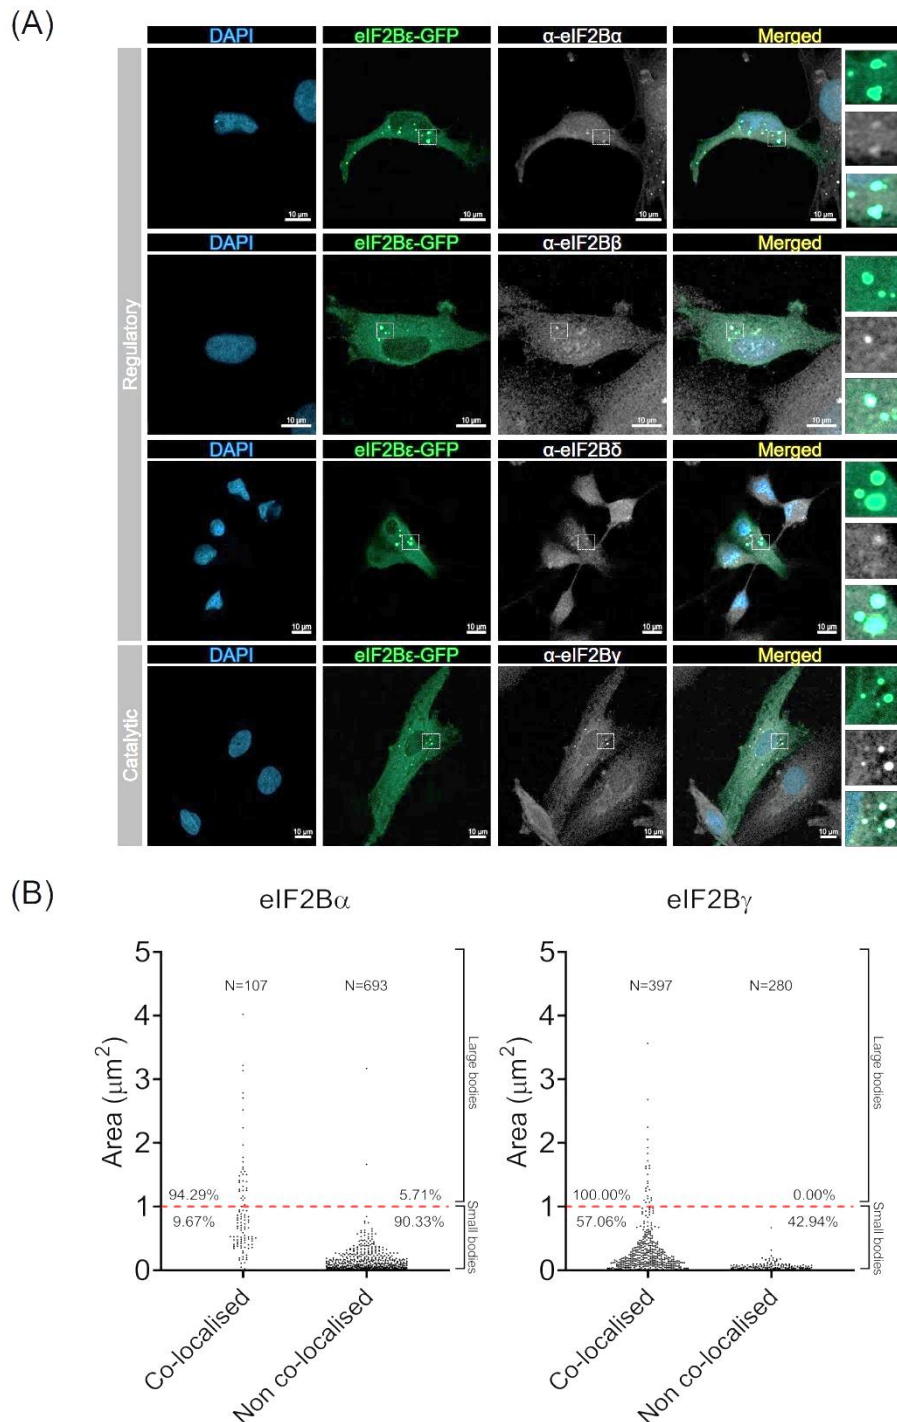 (A)
DAPI eIF2Bε-GFP α-eIF2Bα Merged
10 µm 10 µm 10 µm 10 µm
Regulatory
DAPI eIF2Bε-GFP α-eIF2Bβ Merged
10 µm 10 µm 10 µm 10 µm
DAPI eIF2Bε-GFP α-eIF2Bδ Merged
10 µm 10 µm 10 µm 10 µm
Catalytic
DAPI eIF2Bε-GFP α-eIF2Bγ Merged
10 µm 10 µm 10 µm 10 µm
(B)
eIF2Bα
Area (µm²)
5
4
3
2
1
0
N=107 N=693
94.29% 5.71%
9.67% 90.33%
Large bodies
Small bodies
Co-localised
Non co-localised
eIF2Bγ
Area (µm²)
5
4
3
2
1
0
N=397 N=280
100.00% 0.00%
57.06% 42.94%
Large bodies
Small bodies
Co-localised
Non co-localised